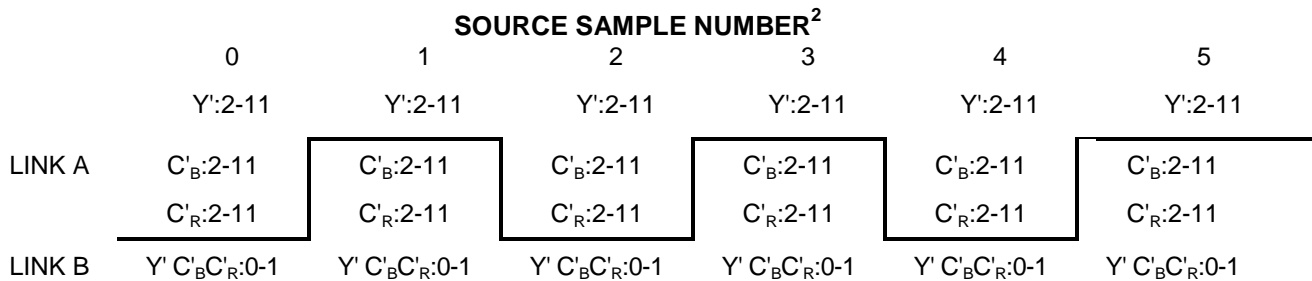 SOURCE SAMPLE NUMBER²
0 1 2 3 4 5
Y':2-11 Y':2-11 Y':2-11 Y':2-11 Y':2-11 Y':2-11
LINK A C'B:2-11 C'B:2-11 C'B:2-11 C'B:2-11 C'B:2-11 C'B:2-11
C'R:2-11 C'R:2-11 C'R:2-11 C'R:2-11 C'R:2-11 C'R:2-11
LINK B Y' C'BC'R:0-1 Y' C'BC'R:0-1 Y' C'BC'R:0-1 Y' C'BC'R:0-1 Y' C'BC'R:0-1 Y' C'BC'R:0-1